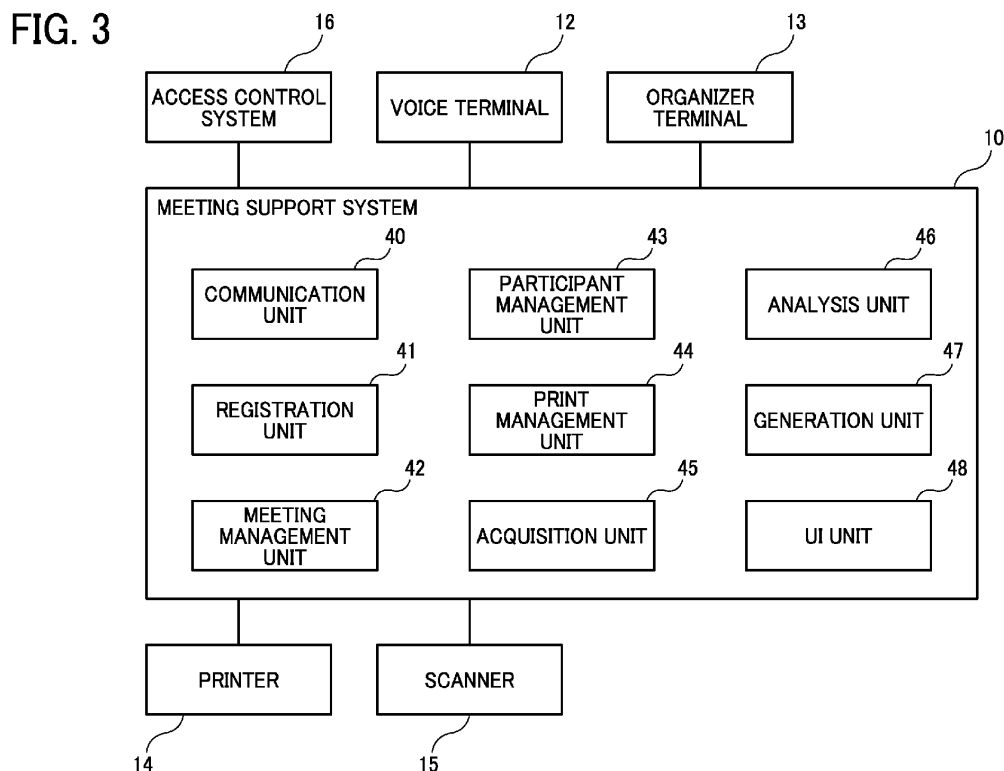 FIG. 3
16
12
13
ACCESS CONTROL
SYSTEM
VOICE TERMINAL
ORGANIZER
TERMINAL
10
MEETING SUPPORT SYSTEM
40
43
46
COMMUNICATION
UNIT
PARTICIPANT
MANAGEMENT
UNIT
ANALYSIS UNIT
41
44
47
REGISTRATION
UNIT
PRINT
MANAGEMENT
UNIT
GENERATION UNIT
42
45
48
MEETING
MANAGEMENT
UNIT
ACQUISITION UNIT
UI UNIT
PRINTER
SCANNER
14
15